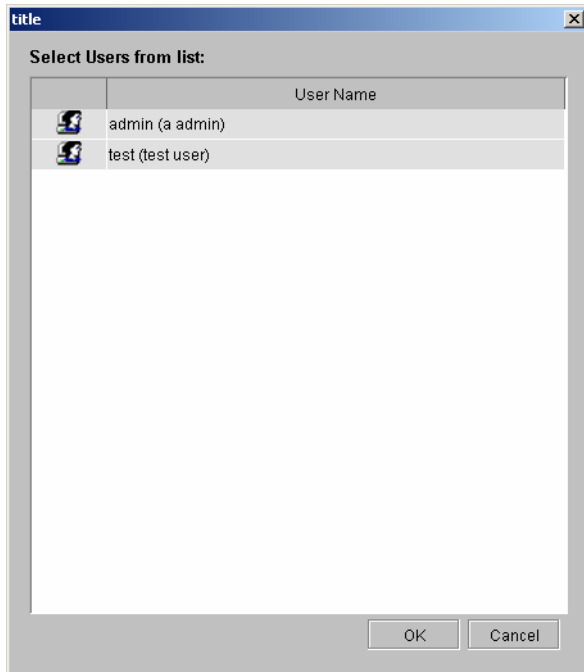 title
Select Users from list:
User Name
admin (a admin)
test (test user)
OK Cancel